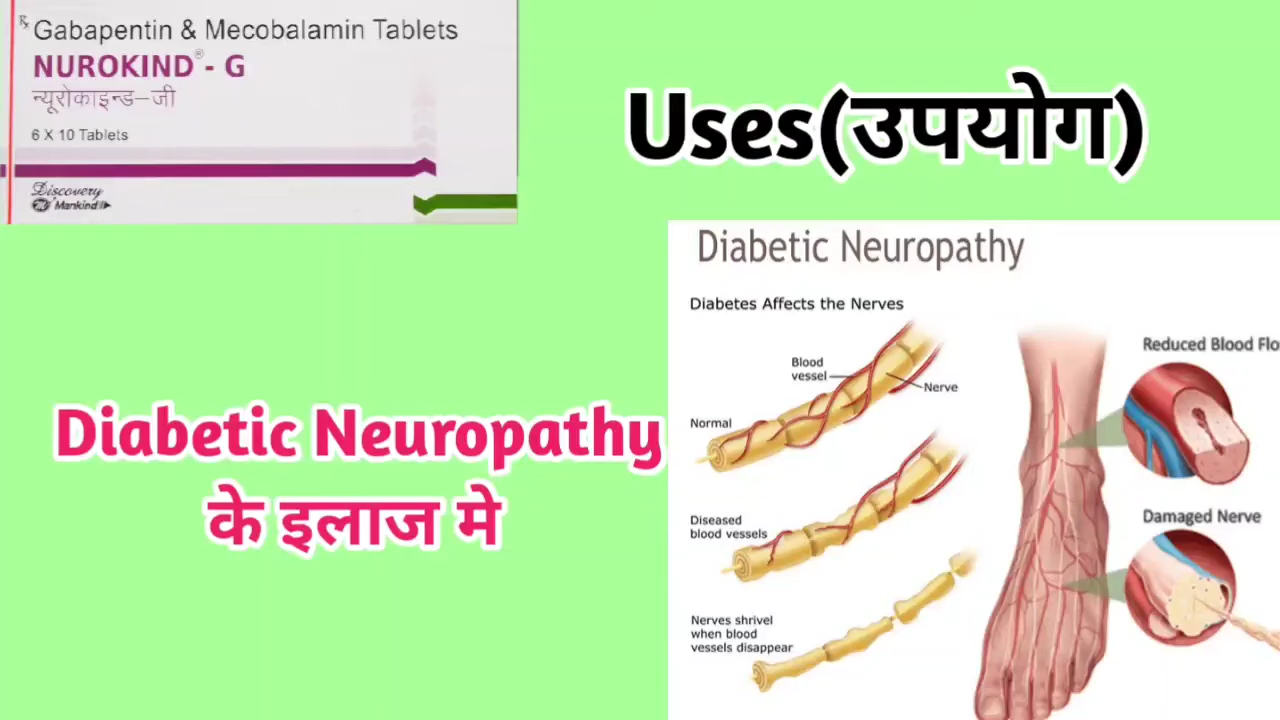 Rx Gabapentin & Mecobalamin Tablets
NUROKIND® - G
न्यूरोकाइन्ड–जी
6 X 10 Tablets
Discovery
Mankind
Uses(उपयोग)
Diabetic Neuropathy
के इलाज मे
Diabetic Neuropathy
Diabetes Affects the Nerves
Blood
vessel
Nerve
Normal
Diseased
blood vessels
Nerves shrivel
when blood
vessels disappear
Reduced Blood Flo
Damaged Nerve